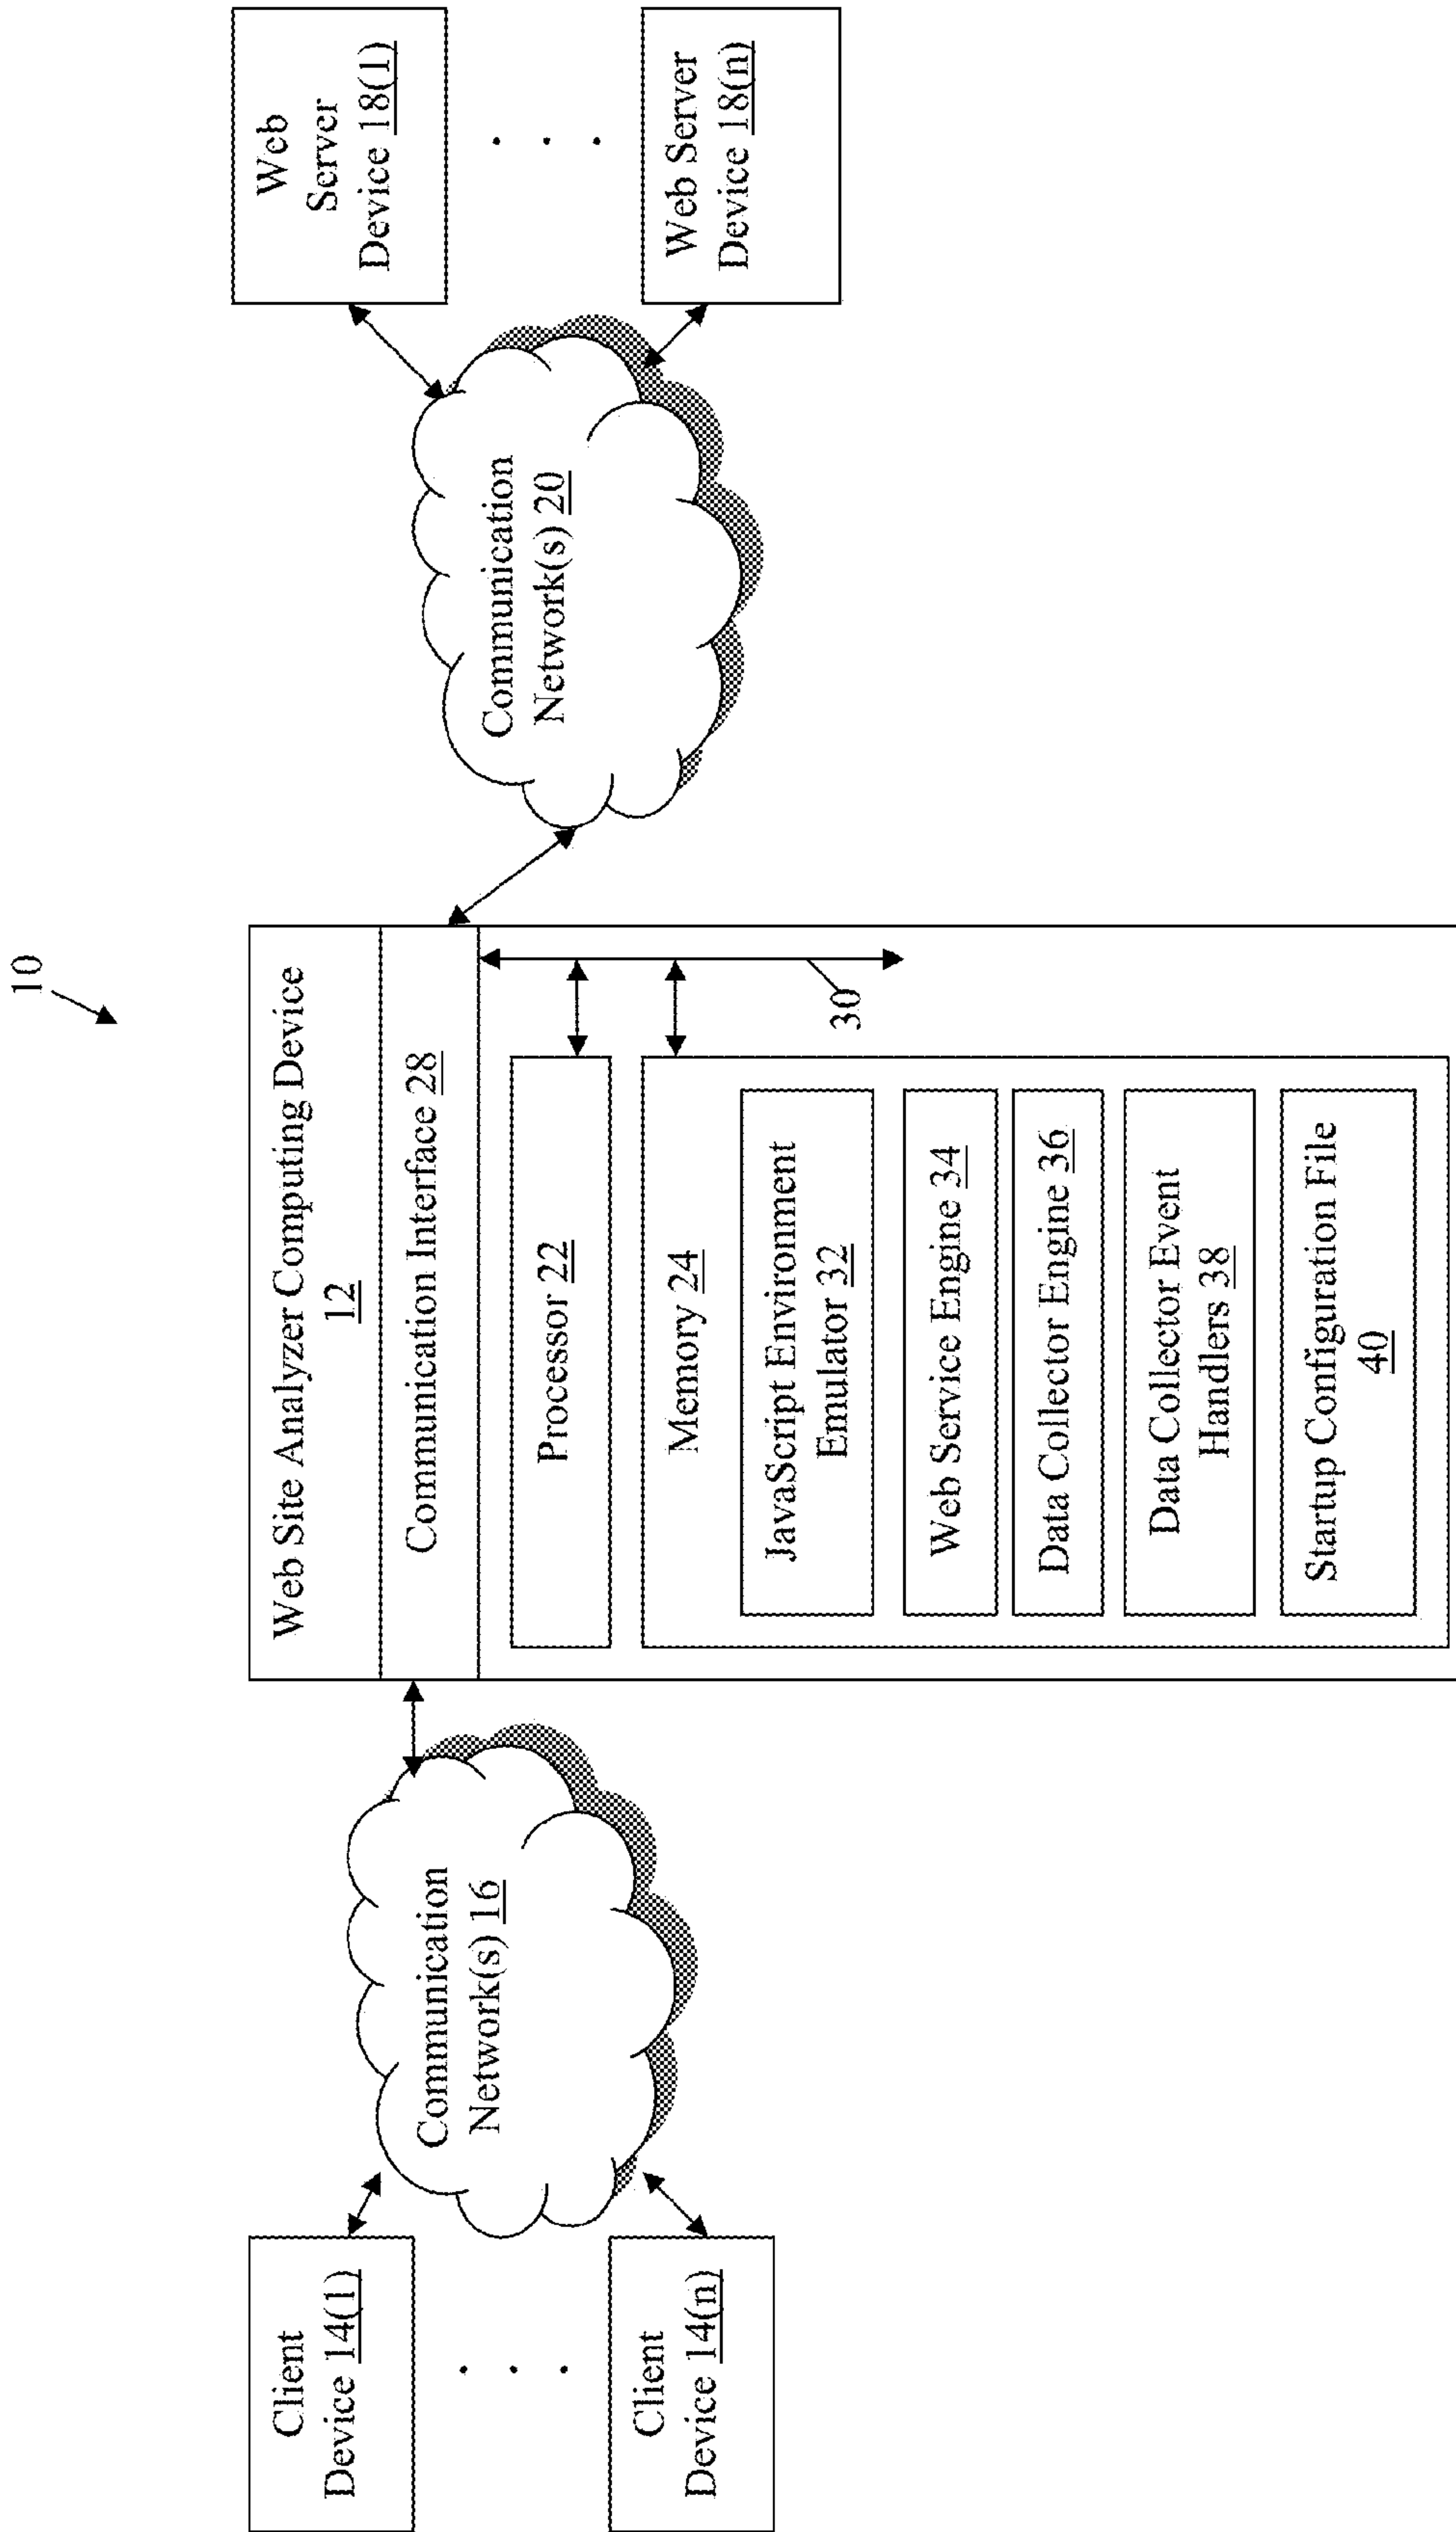 10
Client
Device 14(1)
. . .
Client
Device 14(n)
Communication
Network(s) 16
Web Site Analyzer Computing Device
12
Communication Interface 28
Processor 22
30
Memory 24
JavaScript Environment
Emulator 32
Web Service Engine 34
Data Collector Engine 36
Data Collector Event
Handlers 38
Startup Configuration File
40
Communication
Network(s) 20
Web
Server
Device 18(1)
. . .
Web Server
Device 18(n)